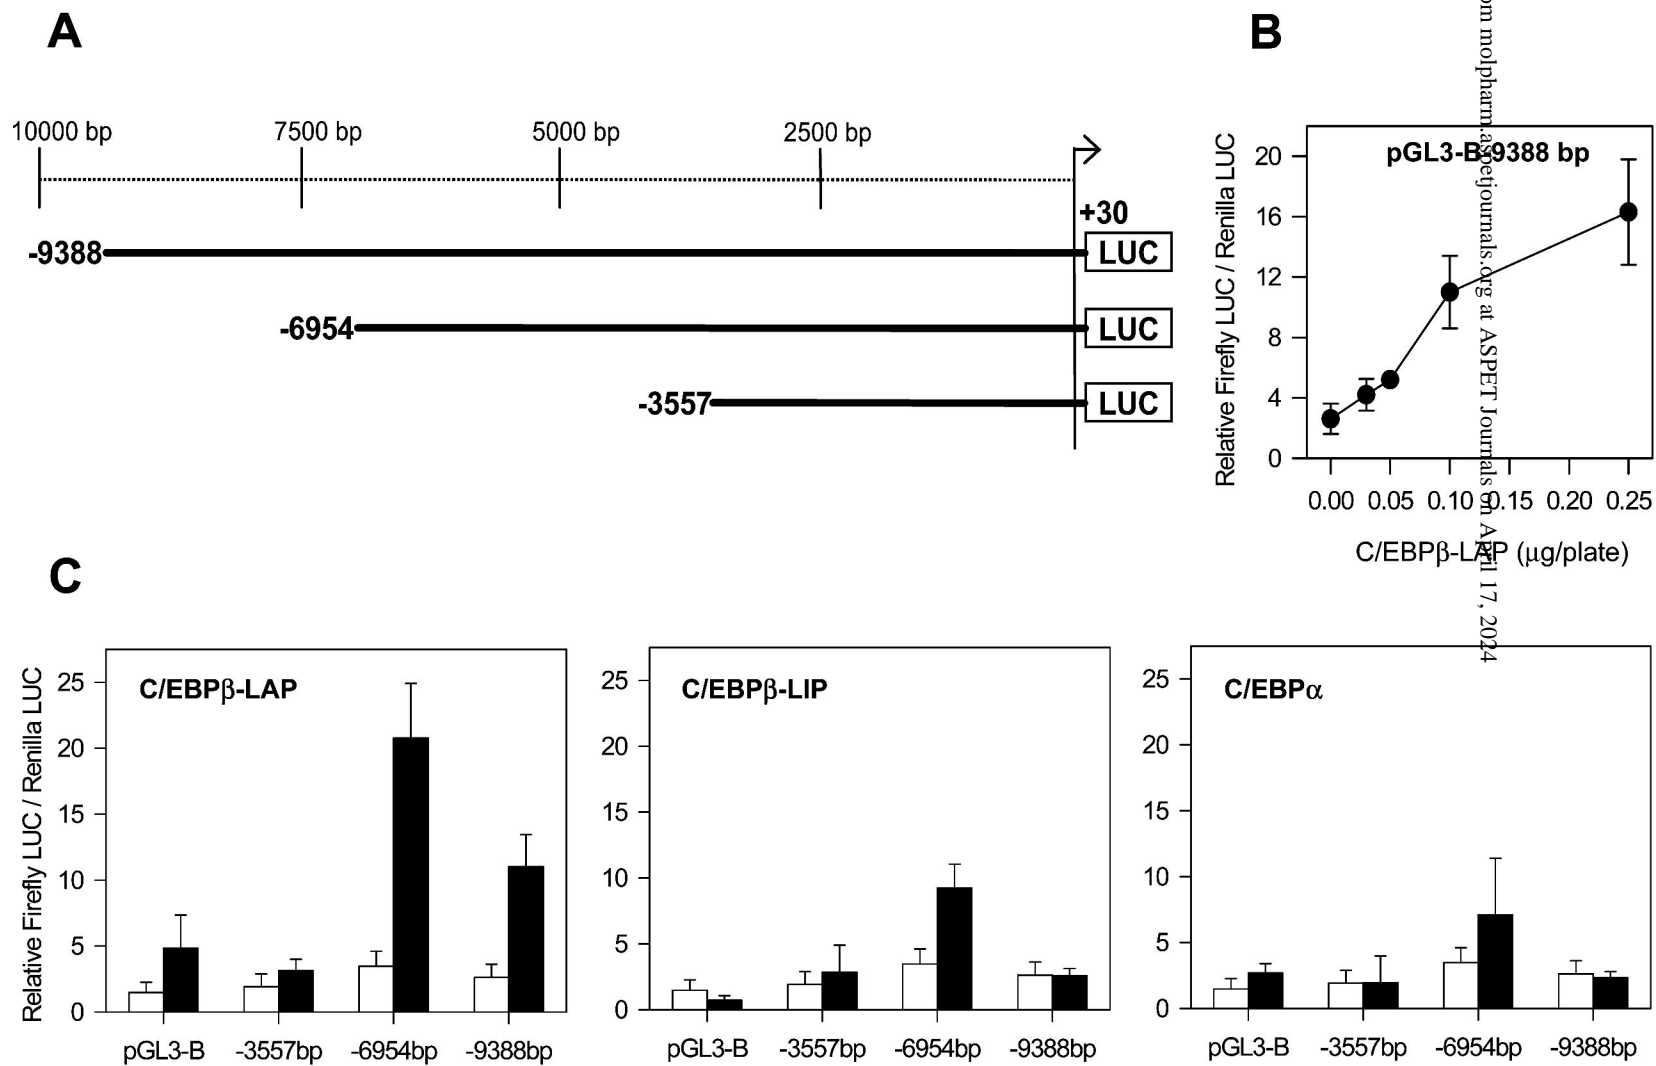 A
10000 bp 7500 bp 5000 bp 2500 bp
+30
-9388 LUC
-6954 LUC
-3557 LUC
B
pGL3-B-9388 bp
Relative Firefly LUC / Renilla LUC
20
16
12
8
4
0
0.00 0.05 0.10 0.15 0.20 0.25
C/EBPβ-LAP (μg/plate)
om molpharm.aspetjournals.org at ASPET Journals on April 17, 2024
C
Relative Firefly LUC / Renilla LUC
C/EBPβ-LAP
25
20
15
10
5
0
pGL3-B -3557bp -6954bp -9388bp
C/EBPβ-LIP
25
20
15
10
5
0
pGL3-B -3557bp -6954bp -9388bp
C/EBPα
25
20
15
10
5
0
pGL3-B -3557bp -6954bp -9388bp